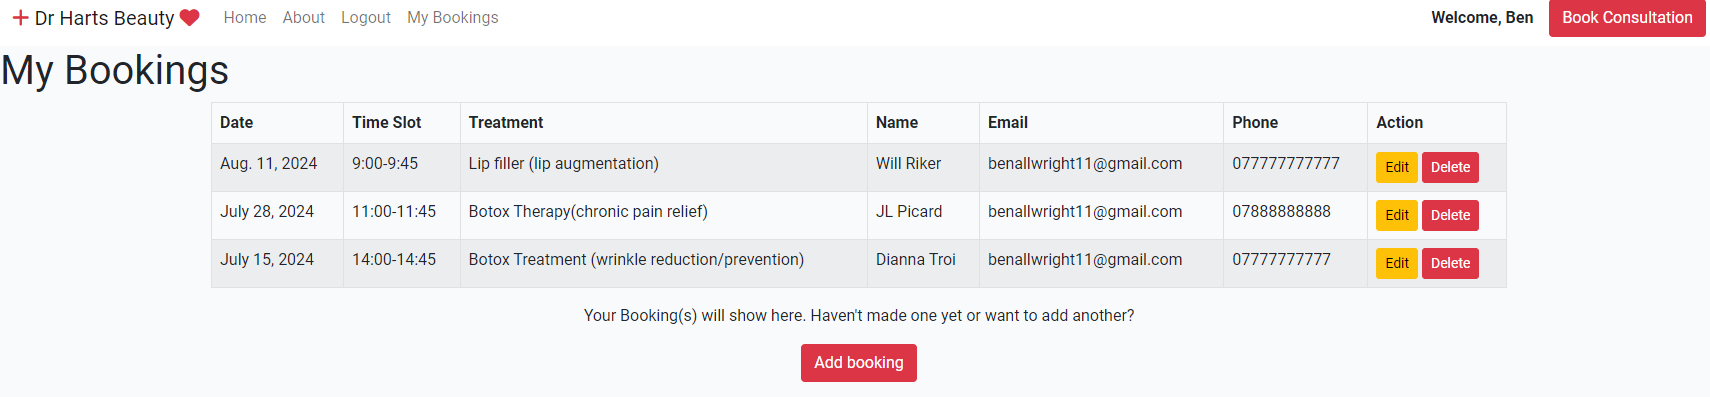 Dr Harts Beauty Home About Logout My Bookings Welcome, Ben Book Consultation
My Bookings
Date Time Slot Treatment Name Email Phone Action
Aug. 11, 2024 9:00-9:45 Lip filler (lip augmentation) Will Riker benallwright11@gmail.com 077777777777 Edit Delete
July 28, 2024 11:00-11:45 Botox Therapy(chronic pain relief) JL Picard benallwright11@gmail.com 07888888888 Edit Delete
July 15, 2024 14:00-14:45 Botox Treatment (wrinkle reduction/prevention) Dianna Troi benallwright11@gmail.com 07777777777 Edit Delete
Your Booking(s) will show here. Haven't made one yet or want to add another?
Add booking